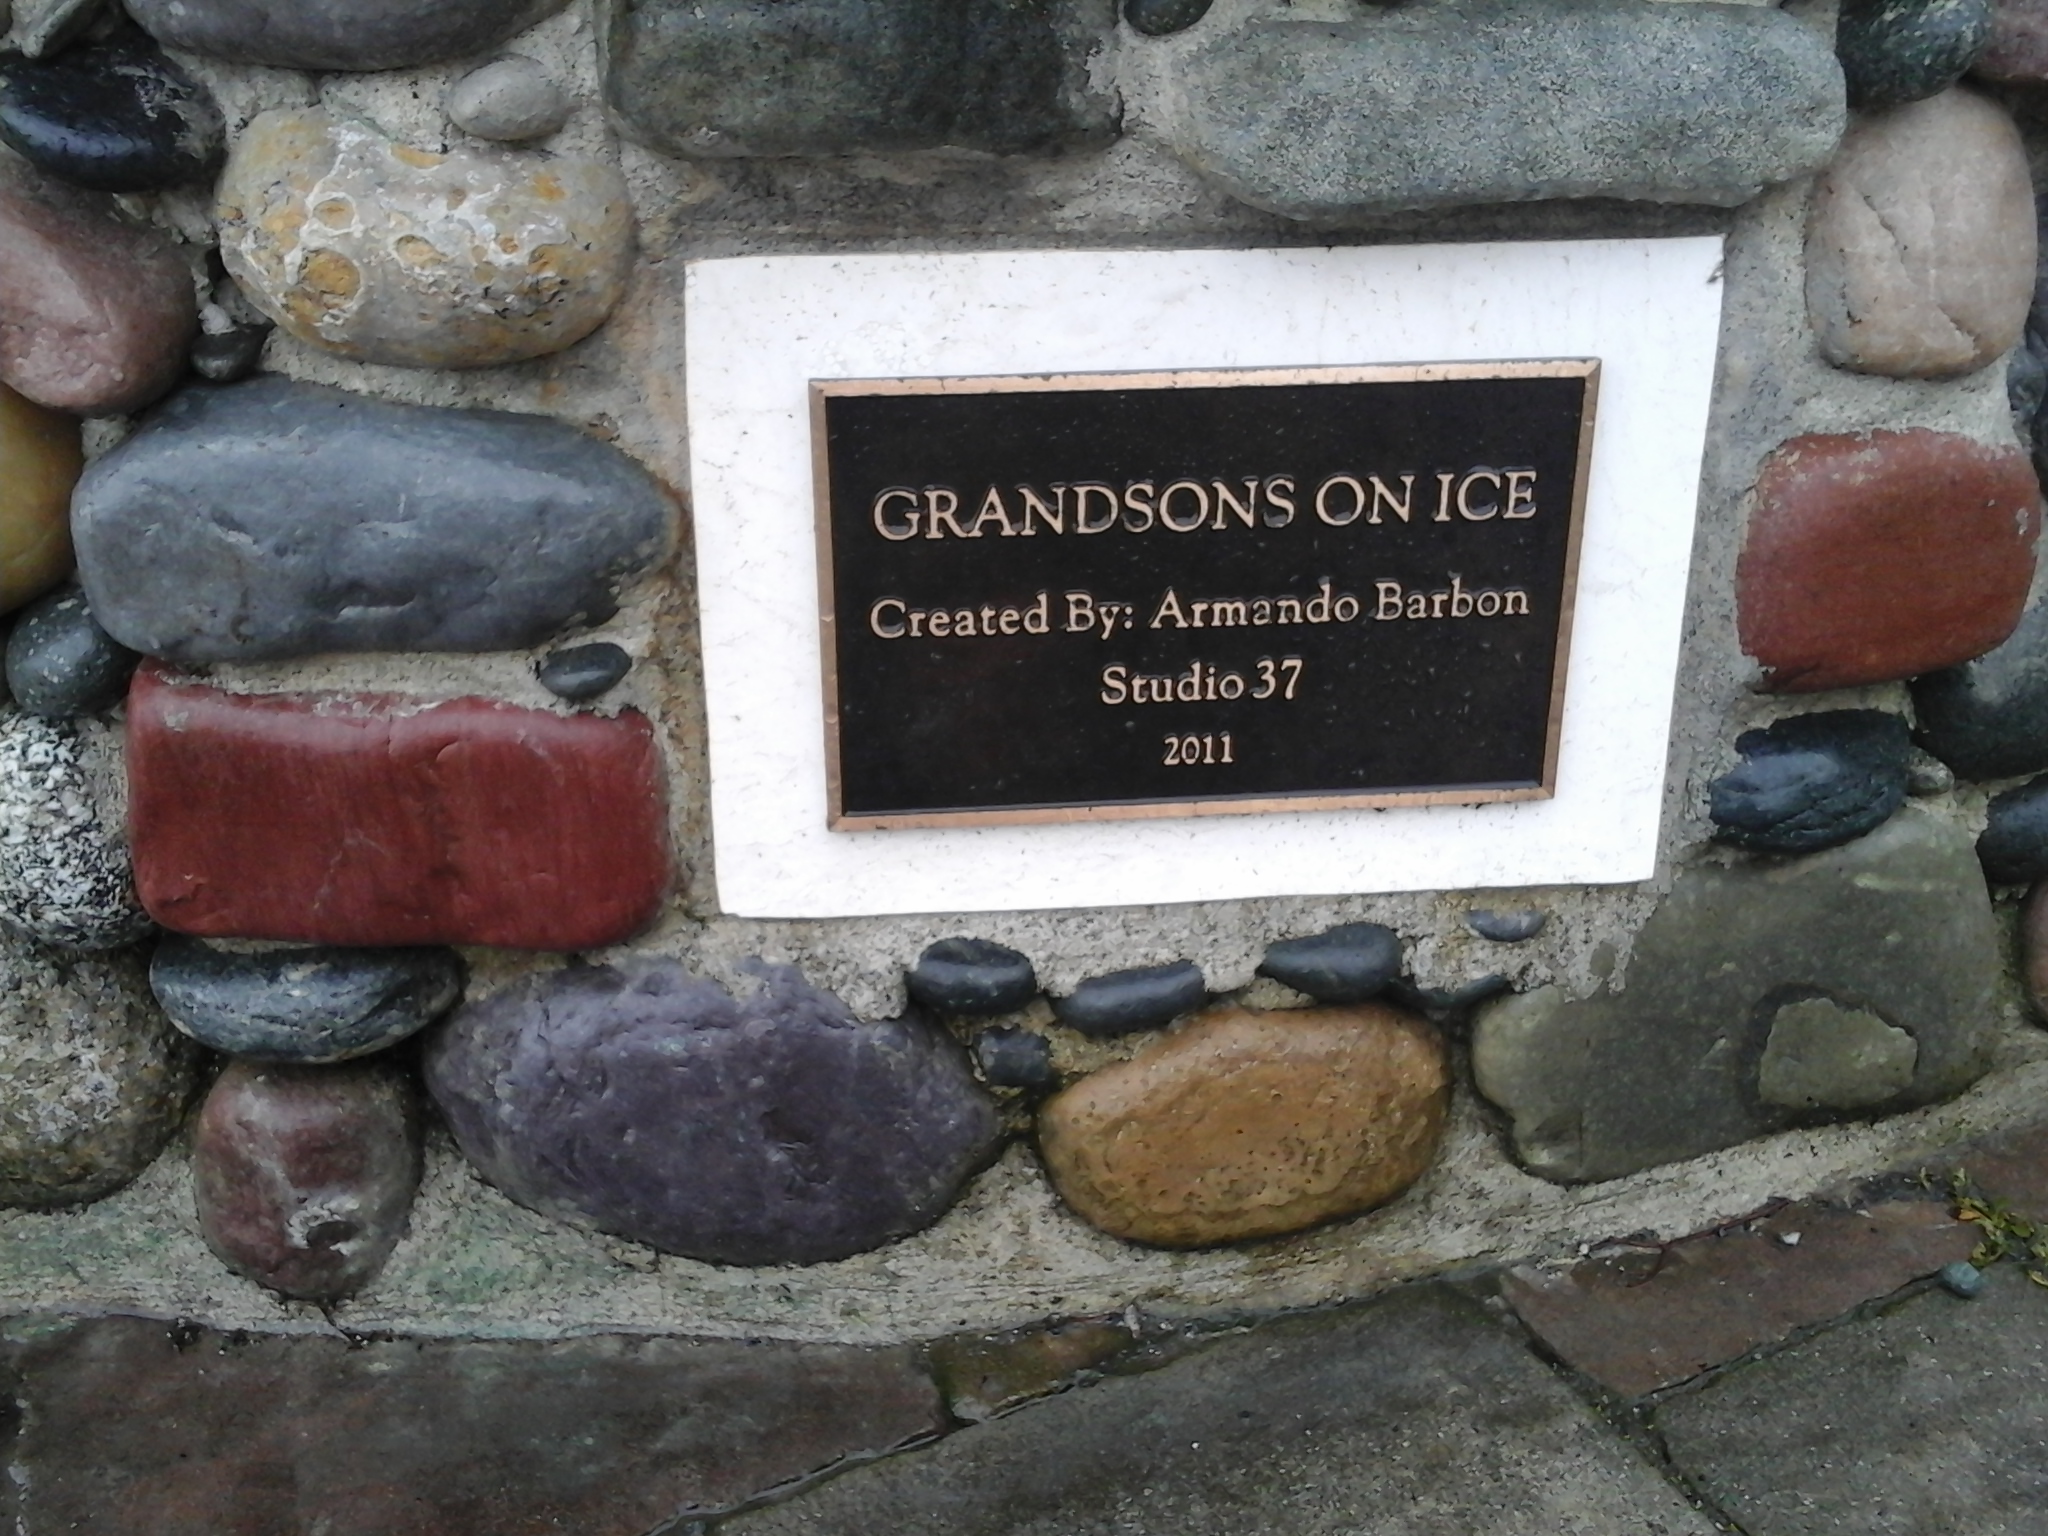 GRANDSONS ON ICE
Created By: Armando Barbon
Studio 37
2011